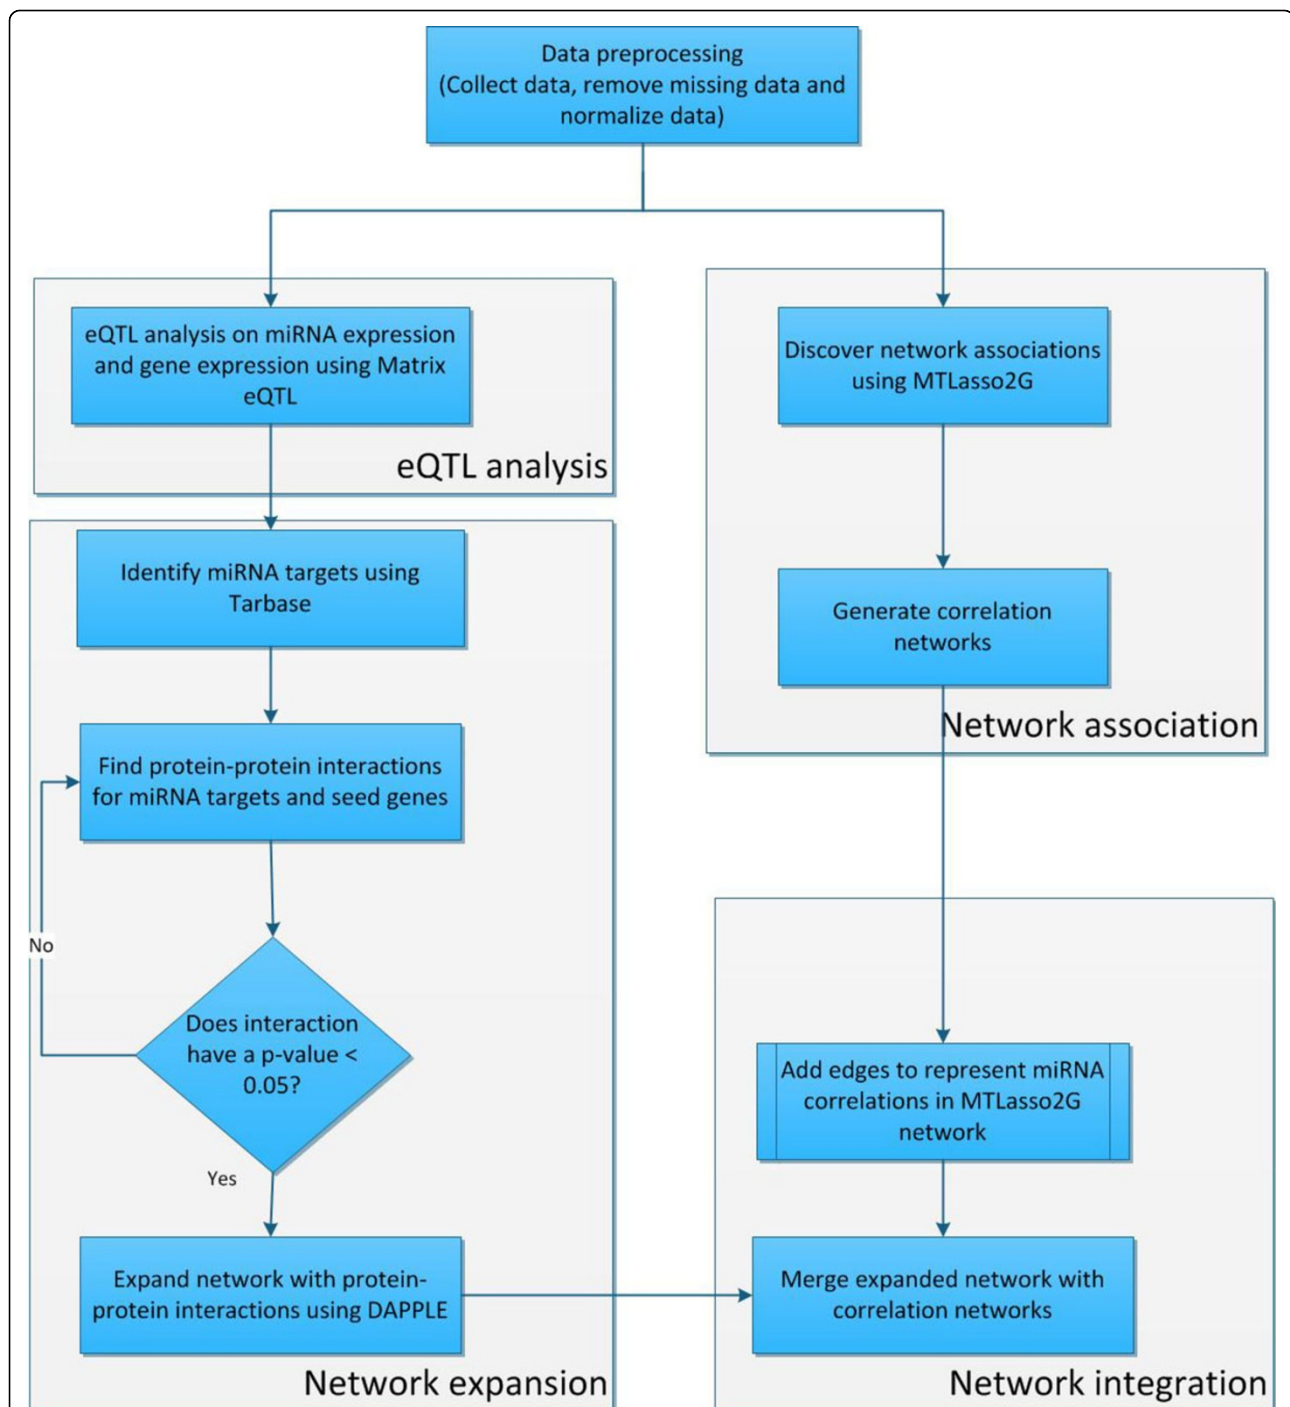 Data preprocessing
(Collect data, remove missing data and
normalize data)
eQTL analysis on miRNA expression
and gene expression using Matrix
eQTL
eQTL analysis
Discover network associations
using MTLasso2G
Generate correlation
networks
Network association
Identify miRNA targets using
Tarbase
Find protein-protein interactions
for miRNA targets and seed genes
No
Does interaction
have a p-value <
0.05?
Yes
Expand network with protein-
protein interactions using DAPPLE
Network expansion
Add edges to represent miRNA
correlations in MTLasso2G
network
Merge expanded network with
correlation networks
Network integration